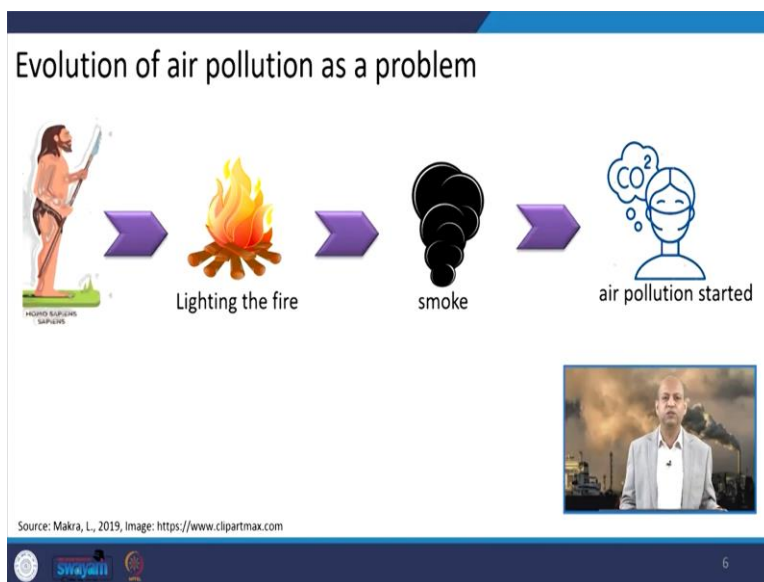 Evolution of air pollution as a problem
HOMO SAPIENS
SAPIENS
Lighting the fire
smoke
CO²
air pollution started
Source: Makra, L., 2019, Image: https://www.clipartmax.com
swayam
6